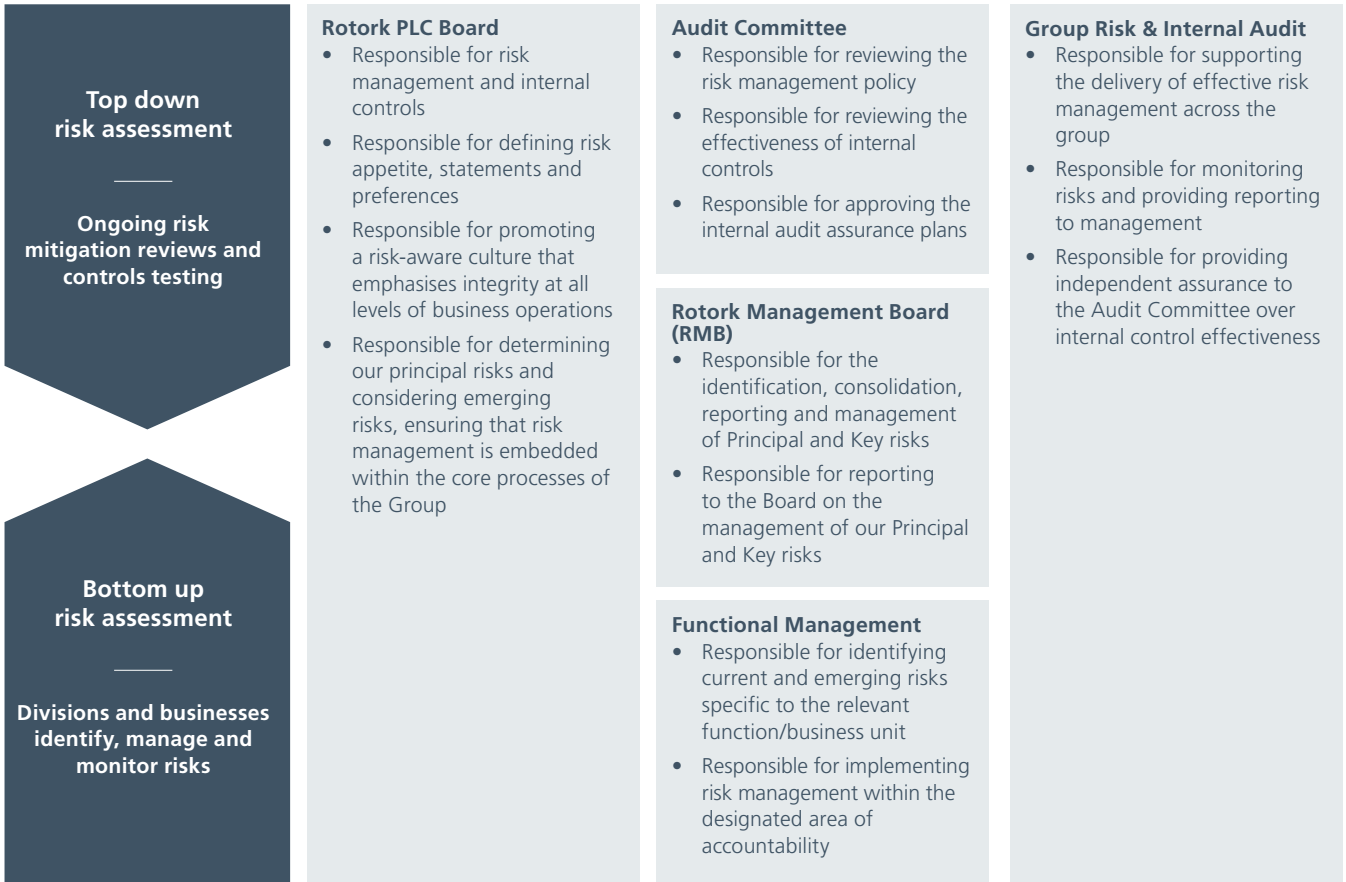 Top down
risk assessment
Ongoing risk
mitigation reviews and
controls testing
Bottom up
risk assessment
Divisions and businesses
identify, manage and
monitor risks
Rotork PLC Board
• Responsible for risk
management and internal
controls
• Responsible for defining risk
appetite, statements and
preferences
• Responsible for promoting
a risk-aware culture that
emphasises integrity at all
levels of business operations
• Responsible for determining
our principal risks and
considering emerging
risks, ensuring that risk
management is embedded
within the core processes of
the Group
Audit Committee
• Responsible for reviewing the
risk management policy
• Responsible for reviewing the
effectiveness of internal
controls
• Responsible for approving the
internal audit assurance plans
Rotork Management Board
(RMB)
• Responsible for the
identification, consolidation,
reporting and management
of Principal and Key risks
• Responsible for reporting
to the Board on the
management of our Principal
and Key risks
Functional Management
• Responsible for identifying
current and emerging risks
specific to the relevant
function/business unit
• Responsible for implementing
risk management within the
designated area of
accountability
Group Risk & Internal Audit
• Responsible for supporting
the delivery of effective risk
management across the
group
• Responsible for monitoring
risks and providing reporting
to management
• Responsible for providing
independent assurance to
the Audit Committee over
internal control effectiveness